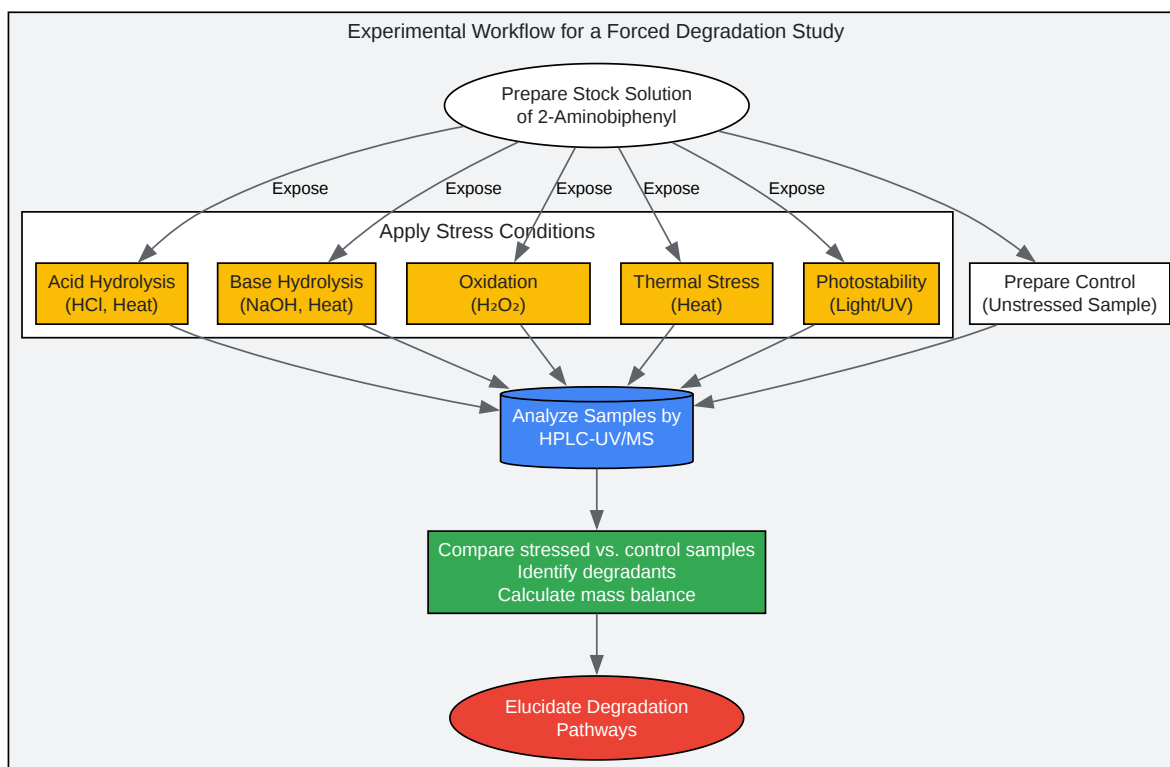 Experimental Workflow for a Forced Degradation Study
Prepare Stock Solution
of 2-Aminobiphenyl
Expose
Expose
Expose
Expose
Expose
Apply Stress Conditions
Acid Hydrolysis
(HCl, Heat)
Base Hydrolysis
(NaOH, Heat)
Oxidation
(H₂O₂)
Thermal Stress
(Heat)
Photostability
(Light/UV)
Prepare Control
(Unstressed Sample)
Analyze Samples by
HPLC-UV/MS
Compare stressed vs. control samples
Identify degradants
Calculate mass balance
Elucidate Degradation
Pathways